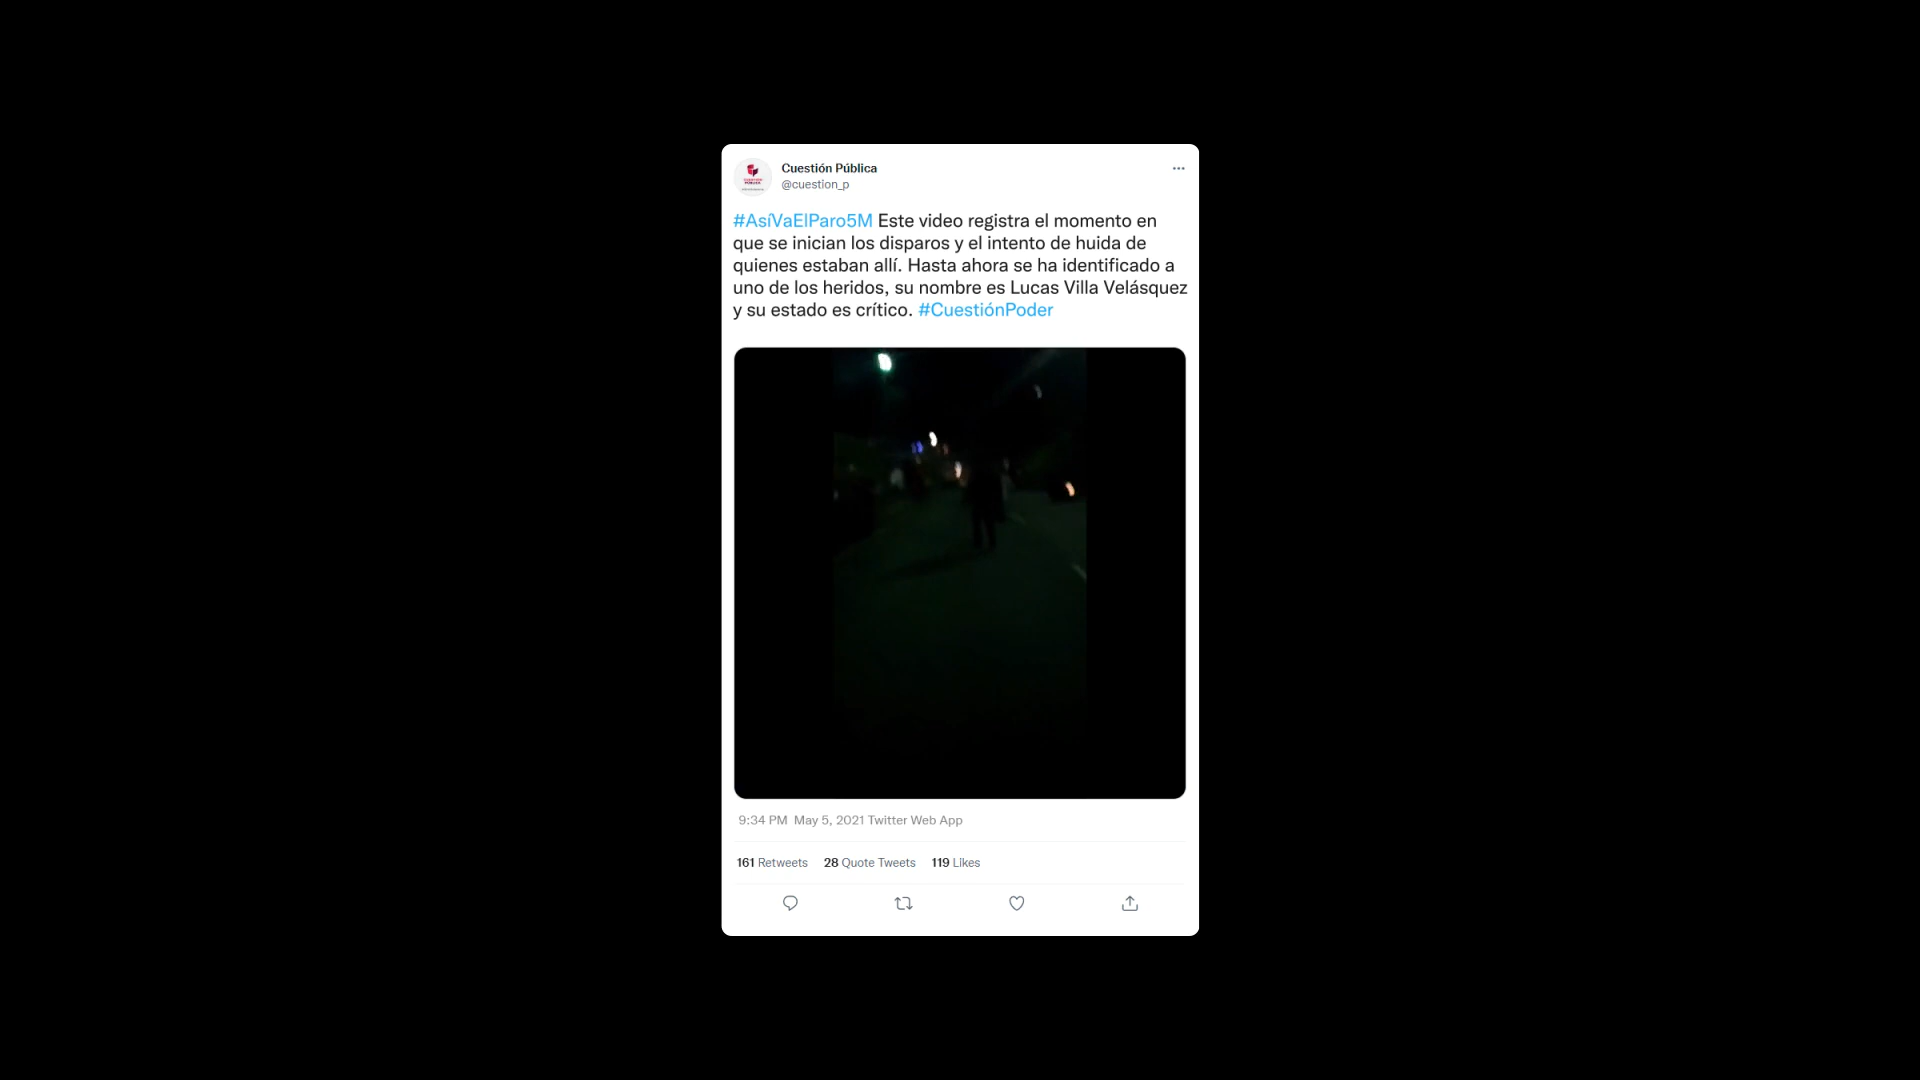 Cuestión Pública
@cuestion_p
#AsíVaElParo5M Este video registra el momento en
que se inician los disparos y el intento de huida de
quienes estaban allí. Hasta ahora se ha identificado a
uno de los heridos, su nombre es Lucas Villa Velásquez
y su estado es crítico. #CuestiónPoder
9:34 PM May 5, 2021 Twitter Web App
161 Retweets 28 Quote Tweets 119 Likes